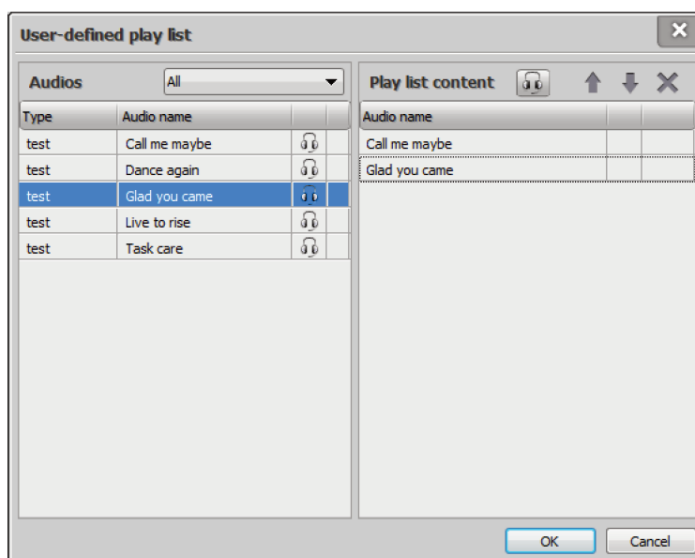 User-defined play list
Audios All
Type Audio name
test Call me maybe
test Dance again
test Glad you came
test Live to rise
test Task care
Play list content
Audio name
Call me maybe
Glad you came
OK Cancel